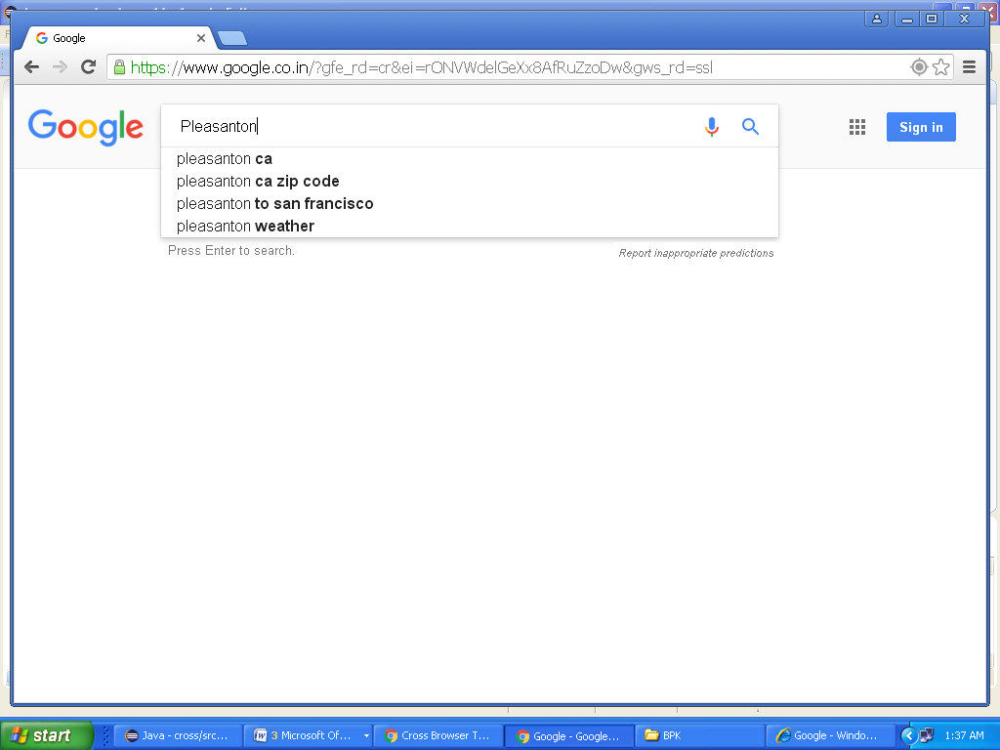 Google
https://www.google.co.in/?gfe_rd=cr&ei=rONVWdelGeXx8AfRuZzoDw&gws_rd=ssl
Google
Pleasanton
Sign in
pleasanton ca
pleasanton ca zip code
pleasanton to san francisco
pleasanton weather
Press Enter to search.
Report inappropriate predictions
start
Java - cross/src...
3 Microsoft Of...
Cross Browser T...
Google - Google...
BPK
Google - Windo...
1:37 AM